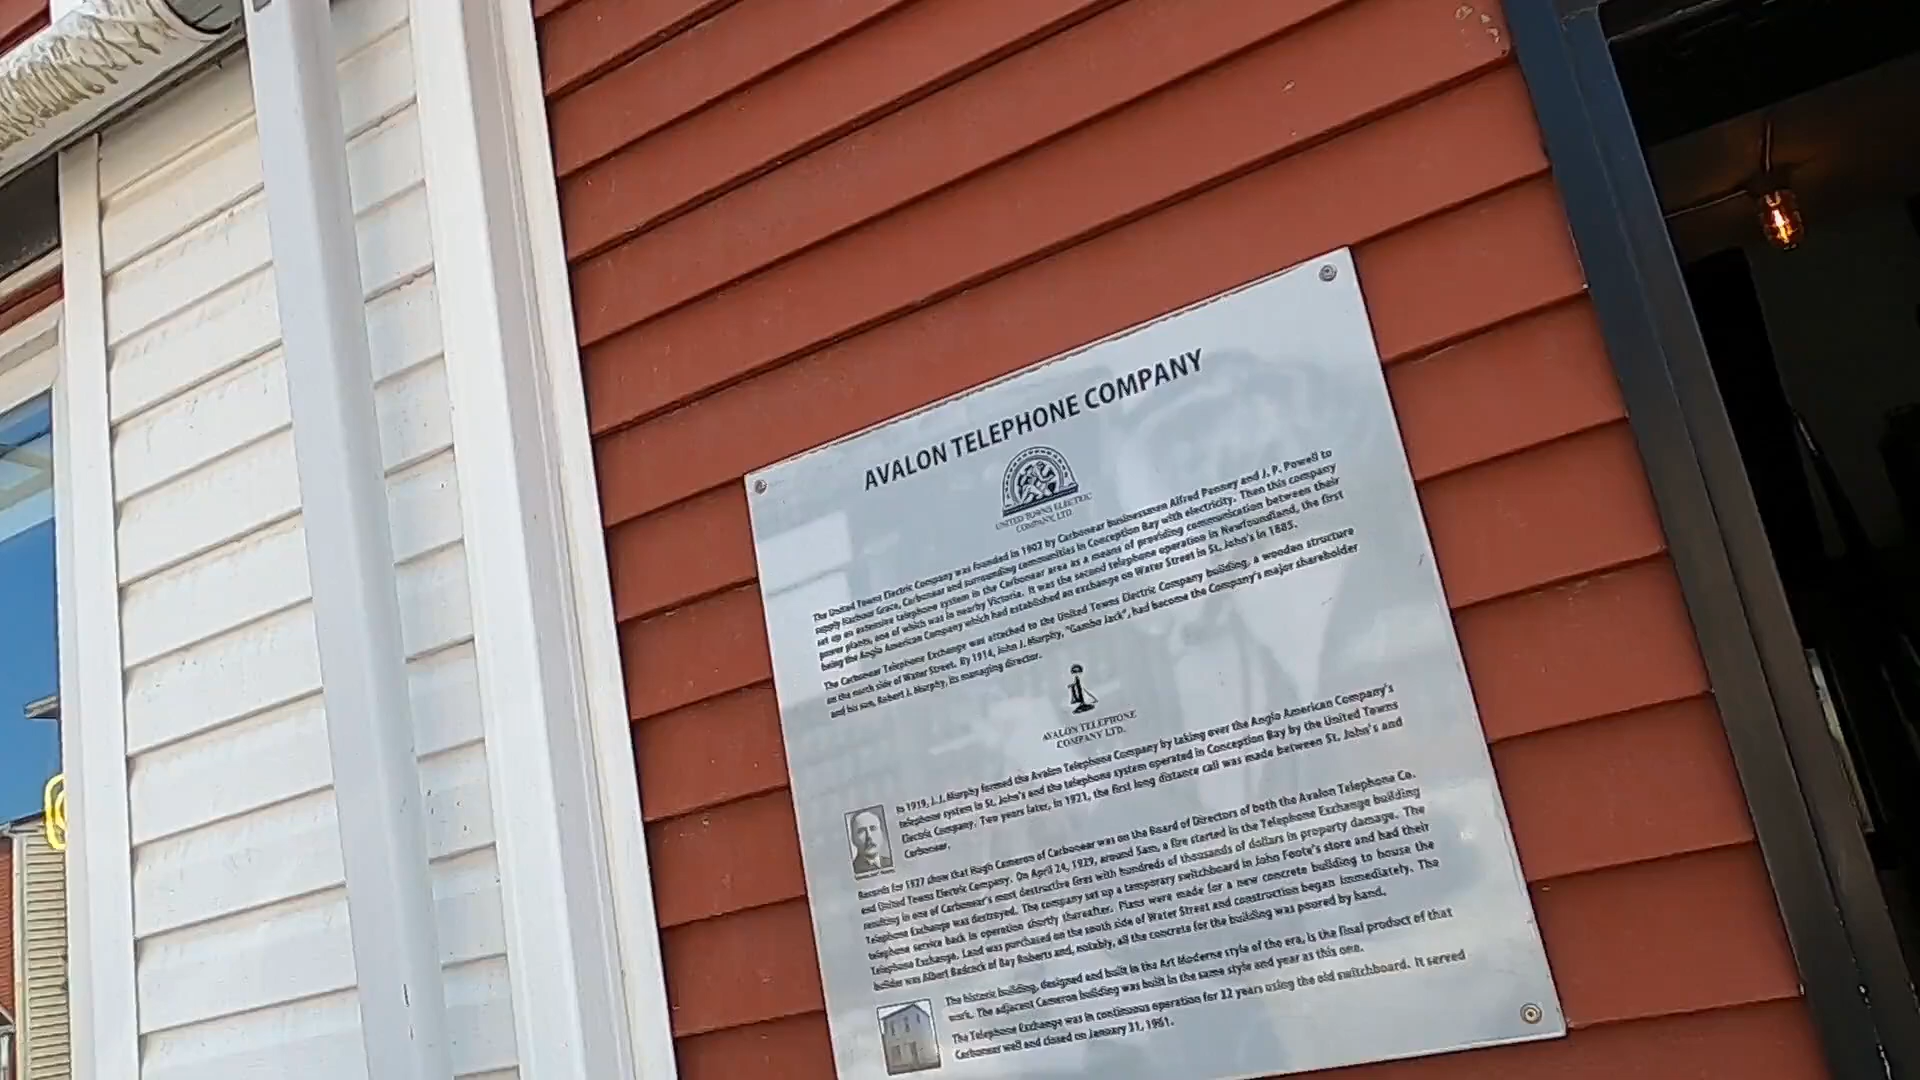 AVALON TELEPHONE COMPANY
UNITED TOWNS ELECTRIC
COMPANY, LTD.
The United Towns Electric Company was founded in 1902 by Carbonear businessmen Alfred Penney and J. P. Powell to
supply Harbour Grace, Carbonear and surrounding communities in Conception Bay with electricity. Then this company
set up an extensive telephone system in the Carbonear area as a means of providing communication between their
power plants, one of which was in nearby Victoria. It was the second telephone operation in Newfoundland, the first
being the Anglo American Company which had established an exchange on Water Street in St. John's in 1885.
The Carbonear Telephone Exchange was attached to the United Towns Electric Company building, a wooden structure
on the north side of Water Street. By 1914, John J. Murphy, "Gambo Jack", had become the Company's major shareholder
and his son, Robert J. Murphy, its managing director.
AVALON TELEPHONE
COMPANY LTD.
In 1919, J.J. Murphy formed the Avalon Telephone Company by taking over the Anglo American Company's
telephone system in St. John's and the telephone system operated in Conception Bay by the United Towns
Electric Company. Two years later, in 1921, the first long distance call was made between St. John's and
Carbonear.
Records for 1927 show that Hugh Cameron of Carbonear was on the Board of Directors of both the Avalon Telephone Co.
and United Towns Electric Company. On April 24, 1929, around 5am, a fire started in the Telephone Exchange building
resulting in one of Carbonear's most destructive fires with hundreds of thousands of dollars in property damage. The
Telephone Exchange was destroyed. The company set up a temporary switchboard in John Foote's store and had their
telephone service back in operation shortly thereafter. Plans were made for a new concrete building to house the
Telephone Exchange. Land was purchased on the south side of Water Street and construction began immediately. The
builder was Albert Badcock of Bay Roberts and, notably, all the concrete for the building was poured by hand.
The historic building, designed and built in the Art Moderne style of the era, is the final product of that
work. The adjacent Cameron building was built in the same style and year as this one.
The Telephone Exchange was in continuous operation for 32 years using the old switchboard. It served
Carbonear well and closed on January 31, 1961.